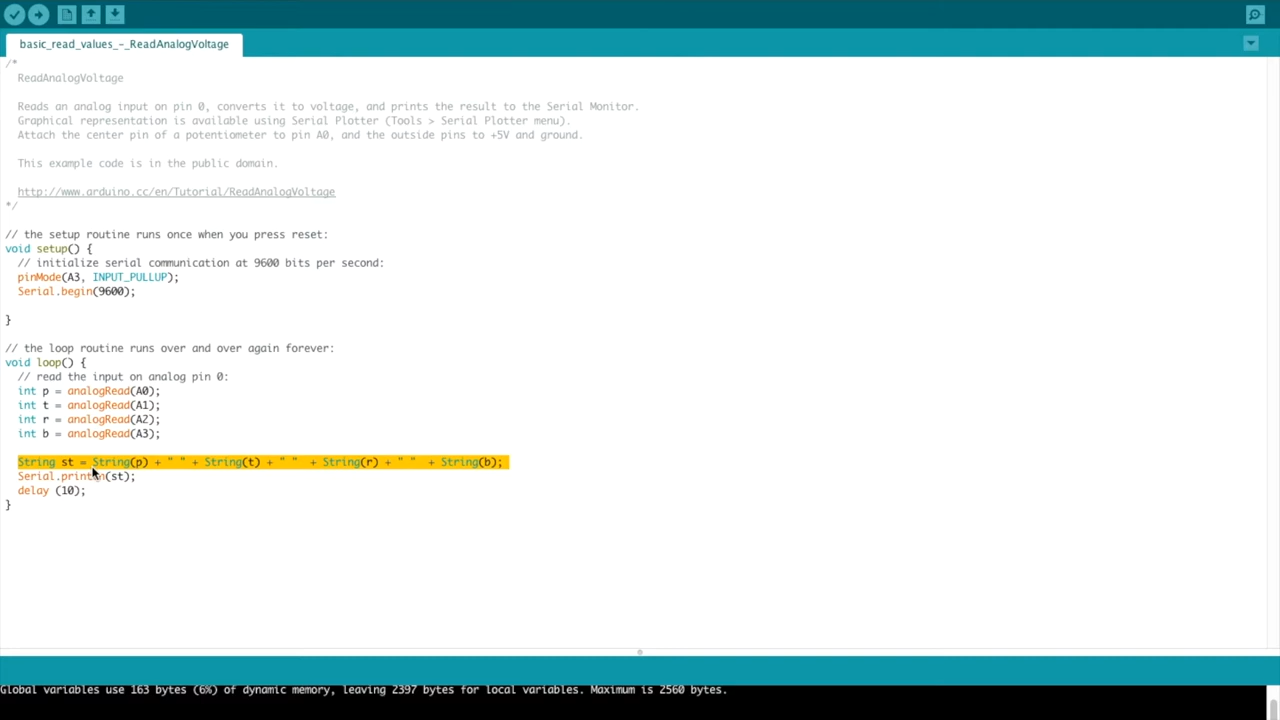 basic_read_values_-_ReadAnalogVoltage
/*
ReadAnalogVoltage
Reads an analog input on pin 0, converts it to voltage, and prints the result to the Serial Monitor.
Graphical representation is available using Serial Plotter (Tools > Serial Plotter menu).
Attach the center pin of a potentiometer to pin A0, and the outside pins to +5V and ground.
This example code is in the public domain.
http://www.arduino.cc/en/Tutorial/ReadAnalogVoltage
*/
// the setup routine runs once when you press reset:
void setup() {
// initialize serial communication at 9600 bits per second:
pinMode(A3, INPUT_PULLUP);
Serial.begin(9600);
}
// the loop routine runs over and over again forever:
void loop() {
// read the input on analog pin 0:
int p = analogRead(A0);
int t = analogRead(A1);
int r = analogRead(A2);
int b = analogRead(A3);
String st = String(p) + " " + String(t) + " "  + String(r) + " "  + String(b);
Serial.println(st);
delay (10);
}
Global variables use 163 bytes (6%) of dynamic memory, leaving 2397 bytes for local variables. Maximum is 2560 bytes.